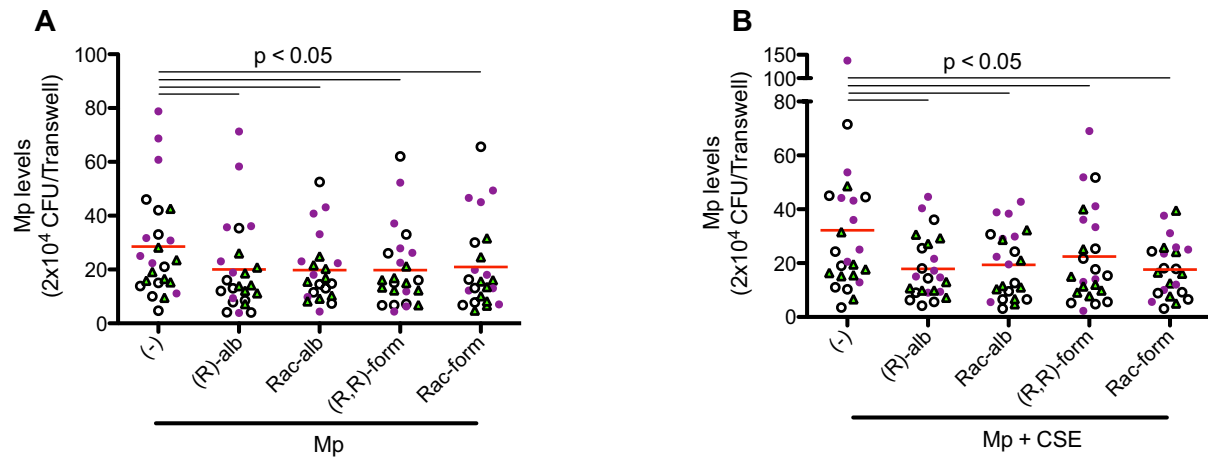 A
p < 0.05
Mp levels
(2x10⁴ CFU/Transwell)
100
80
60
40
20
0
(-)
(R)-alb
Rac-alb
(R,R)-form
Rac-form
Mp
B
p < 0.05
Mp levels
(2x10⁴ CFU/Transwell)
150
100
80
60
40
20
0
(-)
(R)-alb
Rac-alb
(R,R)-form
Rac-form
Mp + CSE